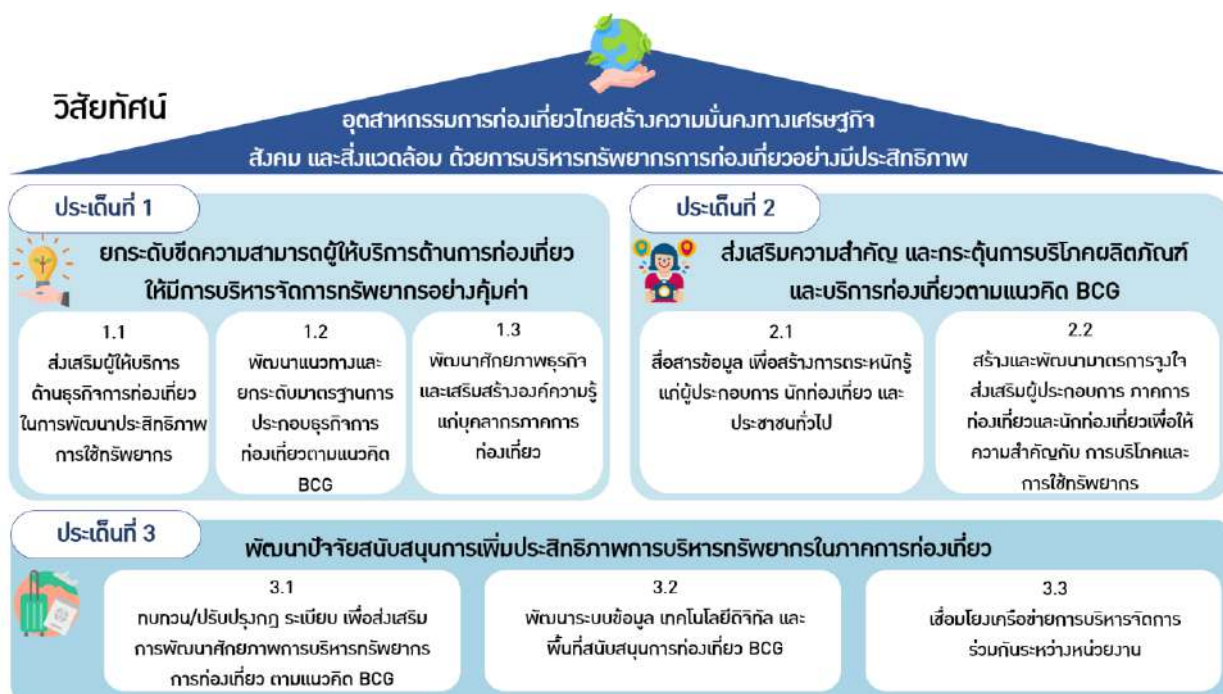 วิสัยทัศน์
อุตสาหกรรมการท่องเที่ยวไทยสร้างความมั่นคงทางเศรษฐกิจ
สังคม และสิ่งแวดล้อม ด้วยการบริหารทรัพยากรการท่องเที่ยวอย่างมีประสิทธิภาพ
ประเด็นที่ 1
ยกระดับขีดความสามารถผู้ให้บริการด้านการท่องเที่ยว
ให้มีการบริหารจัดการทรัพยากรอย่างคุ้มค่า
1.1
ส่งเสริมผู้ให้บริการ
ด้านธุรกิจการท่องเที่ยว
ในการพัฒนาประสิทธิภาพ
การใช้ทรัพยากร
1.2
พัฒนาแนวทางและ
ยกระดับมาตรฐานการ
ประกอบธุรกิจการ
ท่องเที่ยวตามแนวคิด
BCG
1.3
พัฒนาศักยภาพธุรกิจ
และเสริมสร้างองค์ความรู้
แก่บุคลากรภาคการ
ท่องเที่ยว
ประเด็นที่ 2
ส่งเสริมความสำคัญ และกระตุ้นการบริโภคผลิตภัณฑ์
และบริการท่องเที่ยวตามแนวคิด BCG
2.1
สื่อสารข้อมูล เพื่อสร้างการตระหนักรู้
แก่ผู้ประกอบการ นักท่องเที่ยว และ
ประชาชนทั่วไป
2.2
สร้างและพัฒนามาตรการจูงใจ
ส่งเสริมผู้ประกอบการ ภาคการ
ท่องเที่ยวและนักท่องเที่ยวเพื่อให้
ความสำคัญกับ การบริโภคและ
การใช้ทรัพยากร
ประเด็นที่ 3
พัฒนาปัจจัยสนับสนุนการเพิ่มประสิทธิภาพการบริหารทรัพยากรในภาคการท่องเที่ยว
3.1
ทบทวน/ปรับปรุงกฎ ระเบียบ เพื่อส่งเสริม
การพัฒนาศักยภาพการบริหารทรัพยากร
การท่องเที่ยว ตามแนวคิด BCG
3.2
พัฒนาระบบข้อมูล เทคโนโลยีดิจิทัล และ
พื้นที่สนับสนุนการท่องเที่ยว BCG
3.3
เชื่อมโยงเครือข่ายการบริหารจัดการ
ร่วมกันระหว่างหน่วยงาน